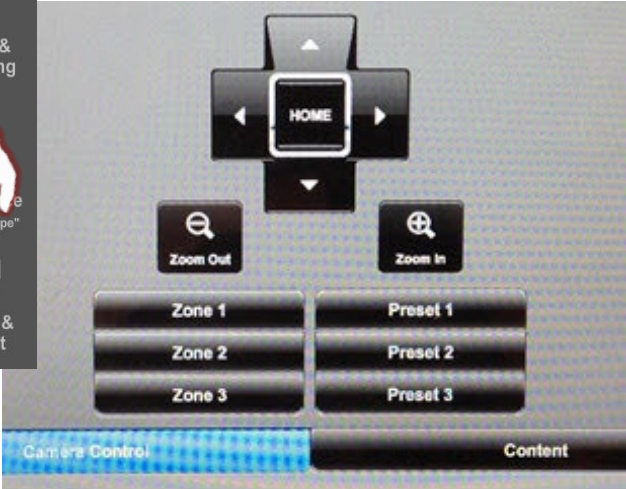 &
HOME
Zoom Out
Zoom In
Zone 1
Preset 1
Zone 2
Preset 2
Zone 3
Preset 3
&
Camera Control
Content